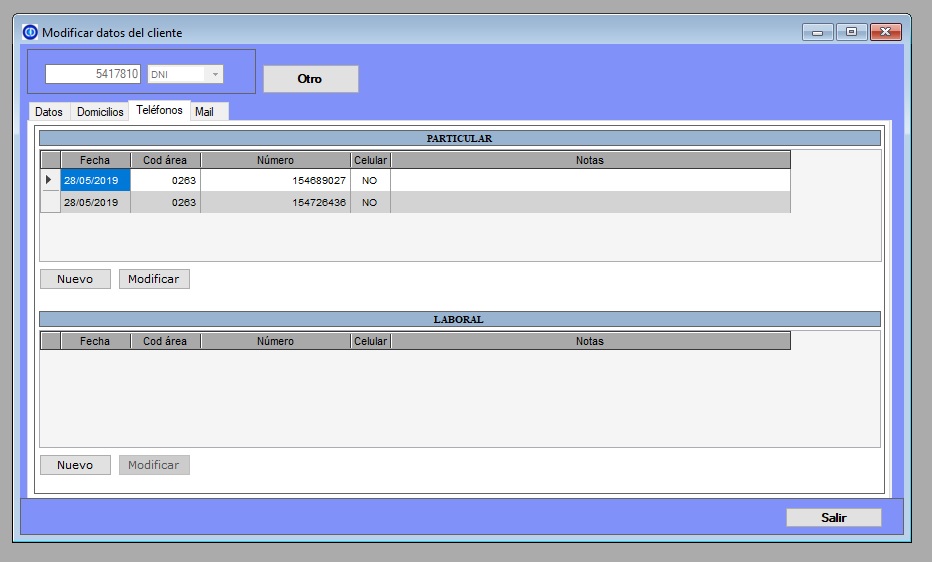 Modificar datos del cliente
5417810 DNI Otro
Datos Domicilios Teléfonos Mail
PARTICULAR
Fecha Cod área Número Celular Notas
28/05/2019 0263 154689027 NO
28/05/2019 0263 154726436 NO
Nuevo Modificar
LABORAL
Fecha Cod área Número Celular Notas
Nuevo Modificar
Salir